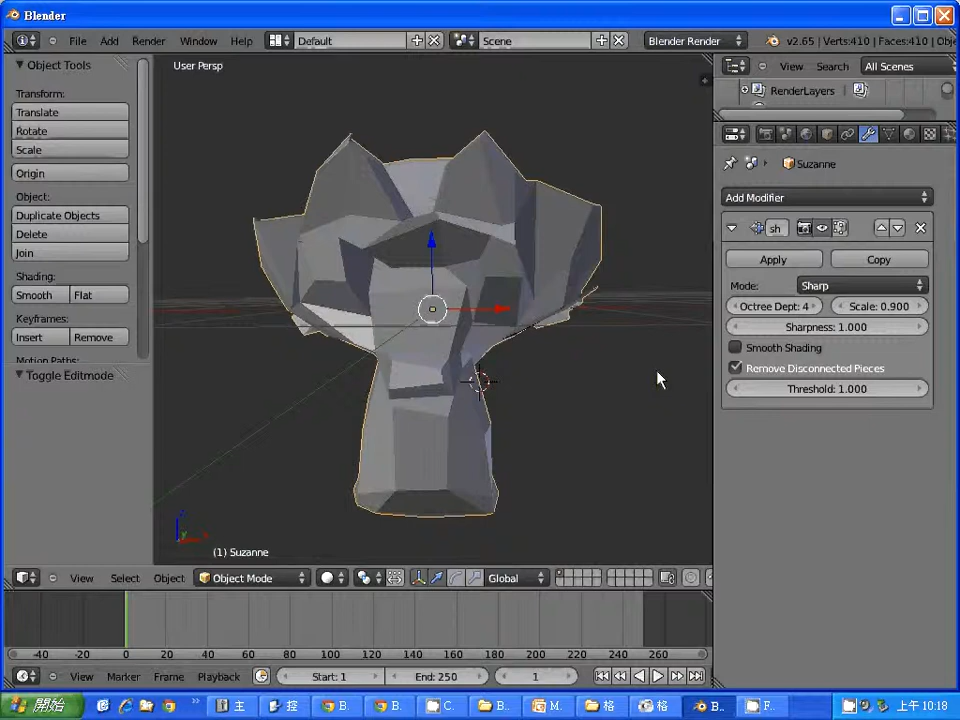 Blender
File Add Render Window Help Default Scene Blender Render v2.65 | Verts:410 | Faces:410 | Obje
Object Tools
User Persp
View Search All Scenes
RenderLayers
Transform:
Translate
Rotate
Scale
Origin
Suzanne
Add Modifier
Object:
Duplicate Objects
Delete
Join
sh
Apply Copy
Mode: Sharp
Shading:
Smooth Flat
Octree Dept: 4 Scale: 0.900
Sharpness: 1.000
Keyframes:
Insert Remove
Smooth Shading
Remove Disconnected Pieces
Motion Paths:
Toggle Editmode
Threshold: 1.000
z
y
x
(1) Suzanne
View Select Object Object Mode Global
-40 -20 0 20 40 60 80 100 120 140 160 180 200 220 240 260
View Marker Frame Playback Start: 1 End: 250 1
開始 主 控 B. B. C. B.. M.. 格 格 B.. F. 上午 10:18